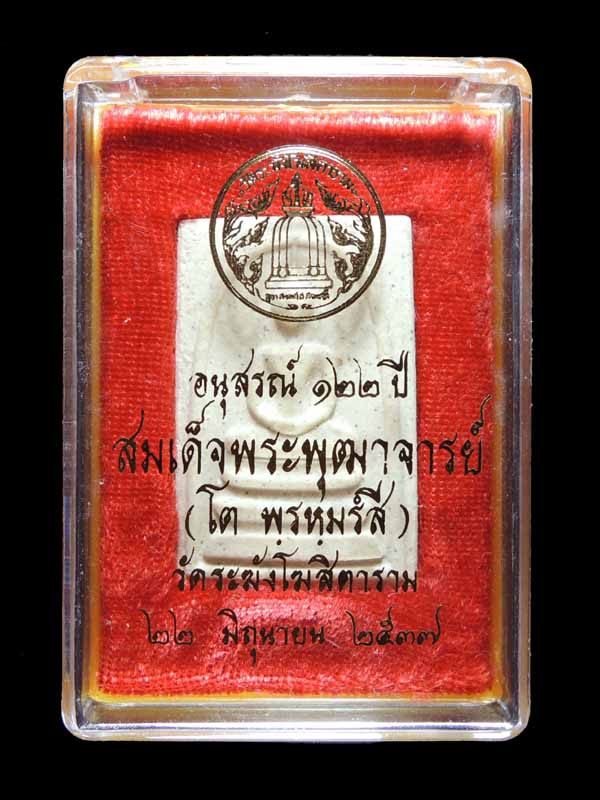 อนุสรณ์ ๑๒๒ ปี
สมเด็จพระพุฒาจารย์
(โต พฺรหฺมรํสี)
วัดระฆังโฆสิตาราม
๒๒ มิถุนายน ๒๕๓๗